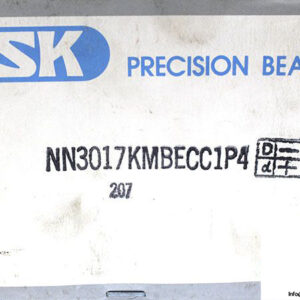 SK
PRECISION BEA
NN3017KMBECC1P4
D
d
207